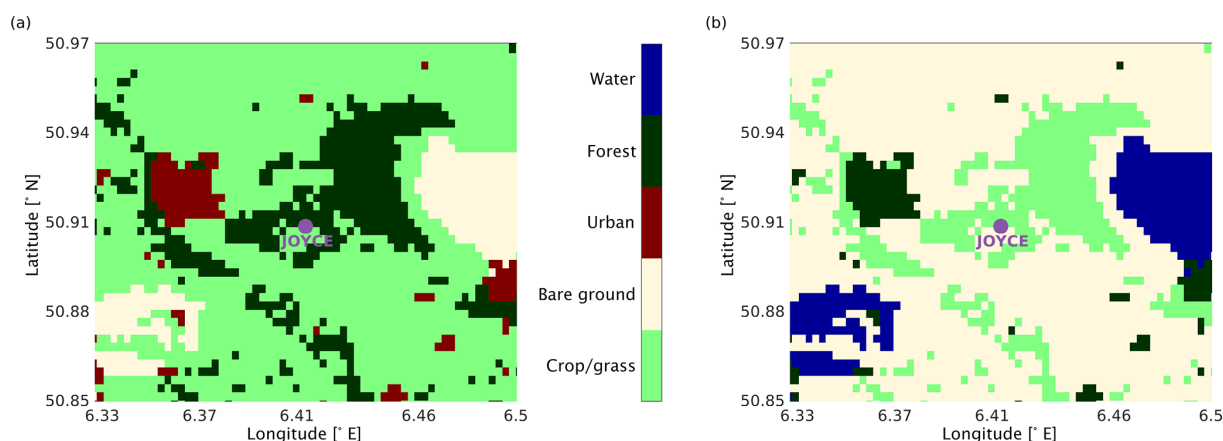 (a)
50.97
50.94
50.91
50.88
50.85
Latitude [° N]
6.33
6.37
6.41
6.46
6.5
Longitude [° E]
JOYCE
Water
Forest
Urban
Bare ground
Crop/grass
(b)
50.97
50.94
50.91
50.88
50.85
Latitude [° N]
6.33
6.37
6.41
6.46
6.5
Longitude [° E]
JOYCE